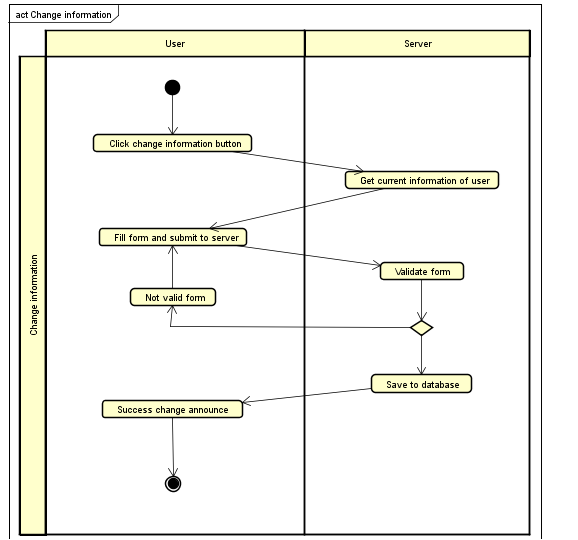 act Change information
User
Server
Change information
Click change information button
Get current information of user
Fill form and submit to server
Validate form
Not valid form
Save to database
Success change announce